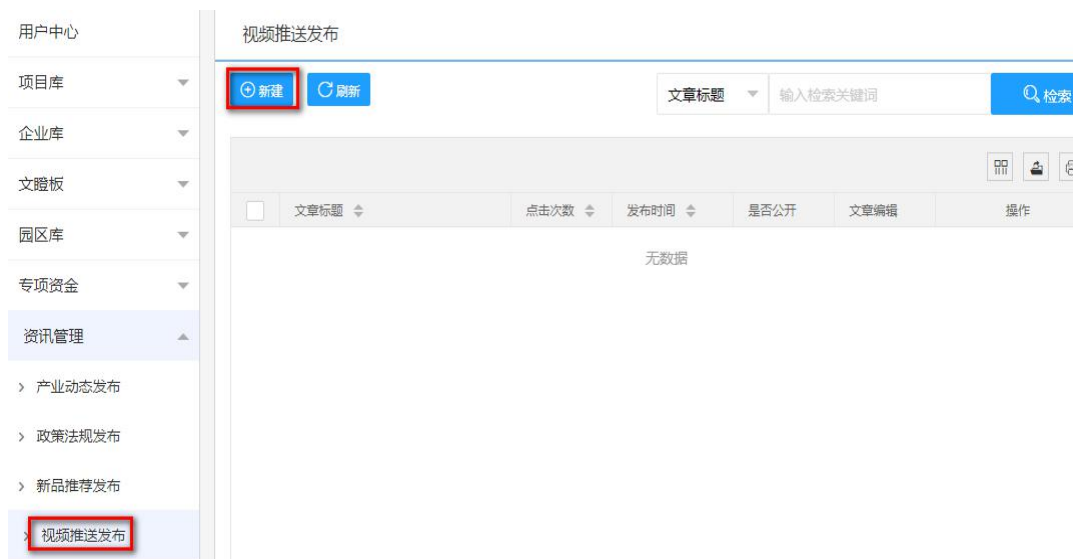 用户中心
项目库
企业库
文瞪板
园区库
专项资金
资讯管理
产业动态发布
政策法规发布
新品推荐发布
视频推送发布
视频推送发布
新建 刷新 文章标题 输入检索关键词 检索
文章标题 点击次数 发布时间 是否公开 文章编辑 操作
无数据